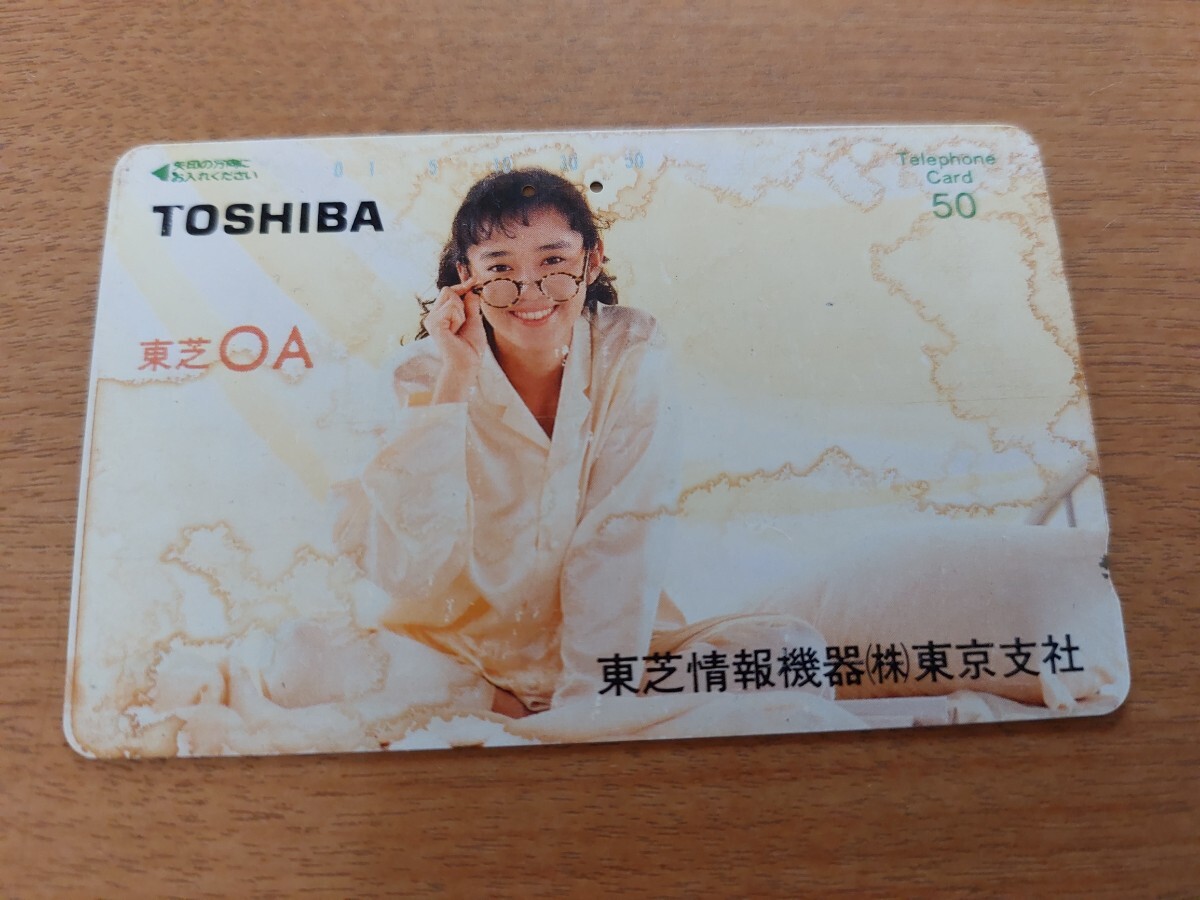 矢印の方向に
お入れください
0 1 5 10 30 50
Telephone
Card
50
TOSHIBA
東芝OA
東芝情報機器(株)東京支社